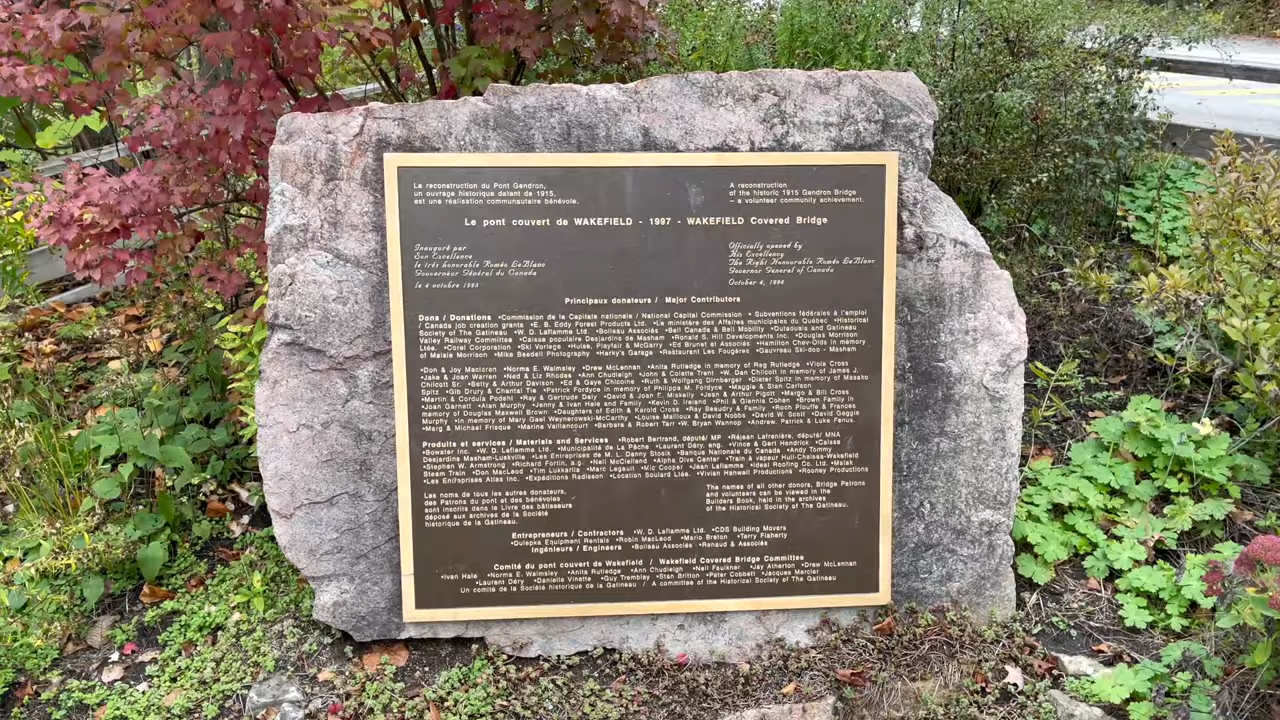 La reconstruction du Pont Gendron,
un ouvrage historique datant de 1915,
est une réalisation communautaire bénévole.
A reconstruction
of the historic 1915 Gendron Bridge
– a volunteer community achievement.
Le pont couvert de WAKEFIELD - 1997 - WAKEFIELD Covered Bridge
Inauguré par
Son Excellence
le très honorable Roméo LeBlanc
Gouverneur Général du Canada
le 4 octobre
Officially opened by
His Excellency
The Right Honourable Roméo LeBlanc
Governor General of Canada
October 4,
Principaux donateurs / Major Contributors
Dons / Donations •Commission de la Capitale nationale / National Capital Commission • Subventions fédérales à l'emploi
/ Canada job creation grants •E. B. Eddy Forest Products Ltd. •Le ministère des Affaires municipales du Québec •Historical
Society of The Gatineau •W. D. Laflamme Ltd. •Boileau Associés •Bell Canada & Bell Mobility •Outaouais and Gatineau
Valley Railway Committee •Caisse populaire Desjardins de Masham •Ronald S. Hill Developments Inc. •Douglas Morrison
Ltée. •Corel Corporation •Ski Vorlage •Hulse, Playfair & McGarry •Ed Brunet et Associés •Hamilton Chev-Olds in memory
of Maisie Morrison •Mike Beedell Photography •Harky's Garage •Restaurant Les Fougères •Gauvreau Ski-doo - Masham
•Don & Joy Maclaren •Norma E. Walmsley •Drew McLennan •Anita Rutledge in memory of Reg Rutledge •Viola Cross
•Jake & Joan Warren •Ned & Liz Rhodes •Ann Chudleigh •John & Colette Trent •W. Dan Chilcott in memory of James J.
Chilcott Sr. •Betty & Arthur Davison •Ed & Gaye Chicoine •Ruth & Wolfgang Dirnberger •Dieter Spitz in memory of Masako
Spitz •Gib Drury & Chantal Tie •Patrick Fordyce in memory of Philippa M. Fordyce •Maggie & Stan Carlson
•Martin & Cordula Podehl •Ray & Gertrude Daly •David & Joan C. Miskelly •Jean & Arthur Pigott •Margo & Bill Cross
•Joan Garnett •Alan Murphy •Jenny & Ivan Hale and Family •Kevin D. Ireland •Phil & Glennis Cohen •Brown Family in
memory of Douglas Maxwell Brown •Daughters of Edith & Karold Cross •Ray Beaudry & Family •Roch Plouffe & Frances
Murphy •In memory of Mary Gael Weynerowski-McCarthy •Louise Mailloux & David Nobbs •David W. Scott •David Geggie
•Marg & Michael Frisque •Marina Vaillancourt •Barbara & Robert Tarr •W. Bryan Wannop •Andrew, Patrick & Luke Fenus.
Produits et services / Materials and Services •Robert Bertrand, député/ MP •Réjean Lafrenière, député/ MNA
•Bowater Inc. •W. D. Laflamme Ltd. •Municipalité de La Pêche •Laurent Déry, eng. •Vince & Gert Hendrick •Caisse
Desjardins Masham-Luskville •Les Entreprises de M. L. Danny Stosik •Banque Nationale du Canada •Andy Tommy
•Stephen W. Armstrong •Richard Fortin, a.g. •Neil McClelland •Alpha Dive Center •Train à vapeur Hull-Chelsea-Wakefield
Steam Train •Don MacLeod •Tim Lukkarila •Marc Legault •Mic Cooper •Jean Laflamme •Ideal Roofing Co. Ltd. •Malak
•Les Entreprises Atlas Inc. •Expéditions Radisson •Location Soulard Ltée. •Vivian Hanwell Productions •Rooney Productions
Les noms de tous les autres donateurs,
des Patrons du pont et des bénévoles
sont inscrits dans le Livre des bâtisseurs
déposé aux archives de la Société
historique de la Gatineau.
The names of all other donors, Bridge Patrons
and volunteers can be viewed in the
Builders Book, held in the archives
of the Historical Society of The Gatineau.
Entrepreneurs / Contractors •W. D. Laflamme Ltd. •CDS Building Movers
•Dulepka Equipment Rentals •Robin MacLeod •Mario Breton •Terry Flaherty
Ingénieurs / Engineers •Boileau Associés •Renaud & Associés
Comité du pont couvert de Wakefield / Wakefield Covered Bridge Committee
•Ivan Hale •Norma E. Walmsley •Anita Rutledge •Ann Chudleigh •Neil Faulkner •Jay Atherton •Drew McLennan
•Laurent Déry •Danielle Vinette •Guy Tremblay •Stan Britton •Peter Cobbett •Jacques Mercier
Un comité de la Société historique de la Gatineau / A committee of the Historical Society of The Gatineau